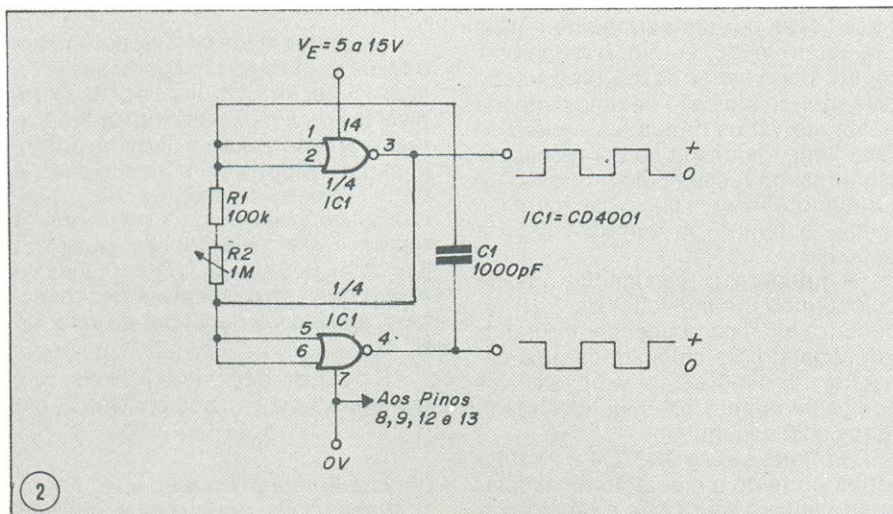 V_E = 5 a 15V
1
14
2
3
1/4
IC1
+
0
R1
100k
IC1 = CD4001
R2
1M
C1
1000pF
1/4
IC1
5
6
4
7
+
0
Aos Pinos
8, 9, 12 e 13
0V
2